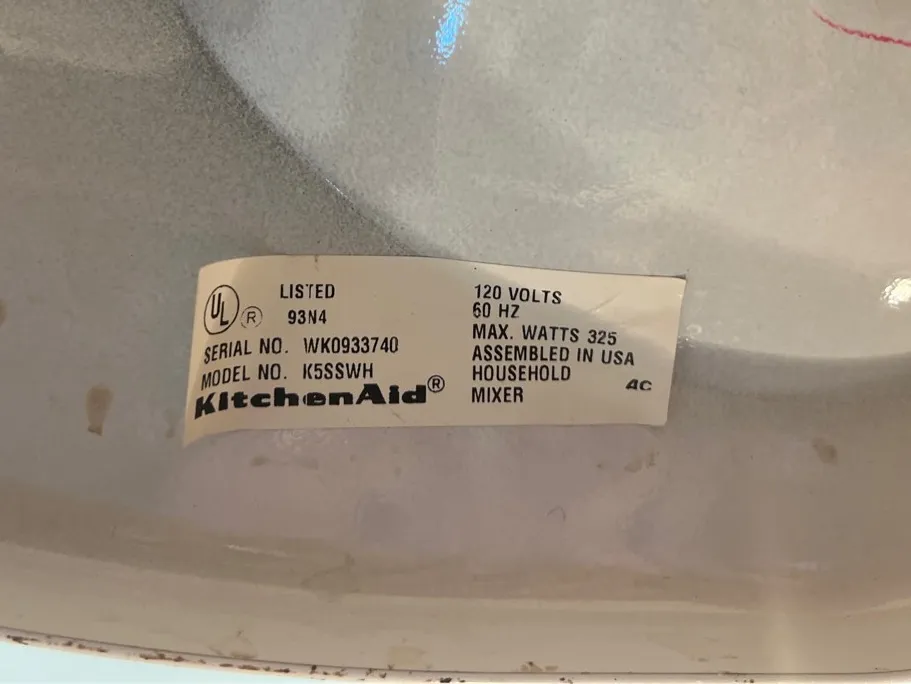 UL ® LISTED
93N4
SERIAL NO. WK0933740
MODEL NO. K5SSWH
KitchenAid®
120 VOLTS
60 HZ
MAX. WATTS 325
ASSEMBLED IN USA
HOUSEHOLD
MIXER
AC